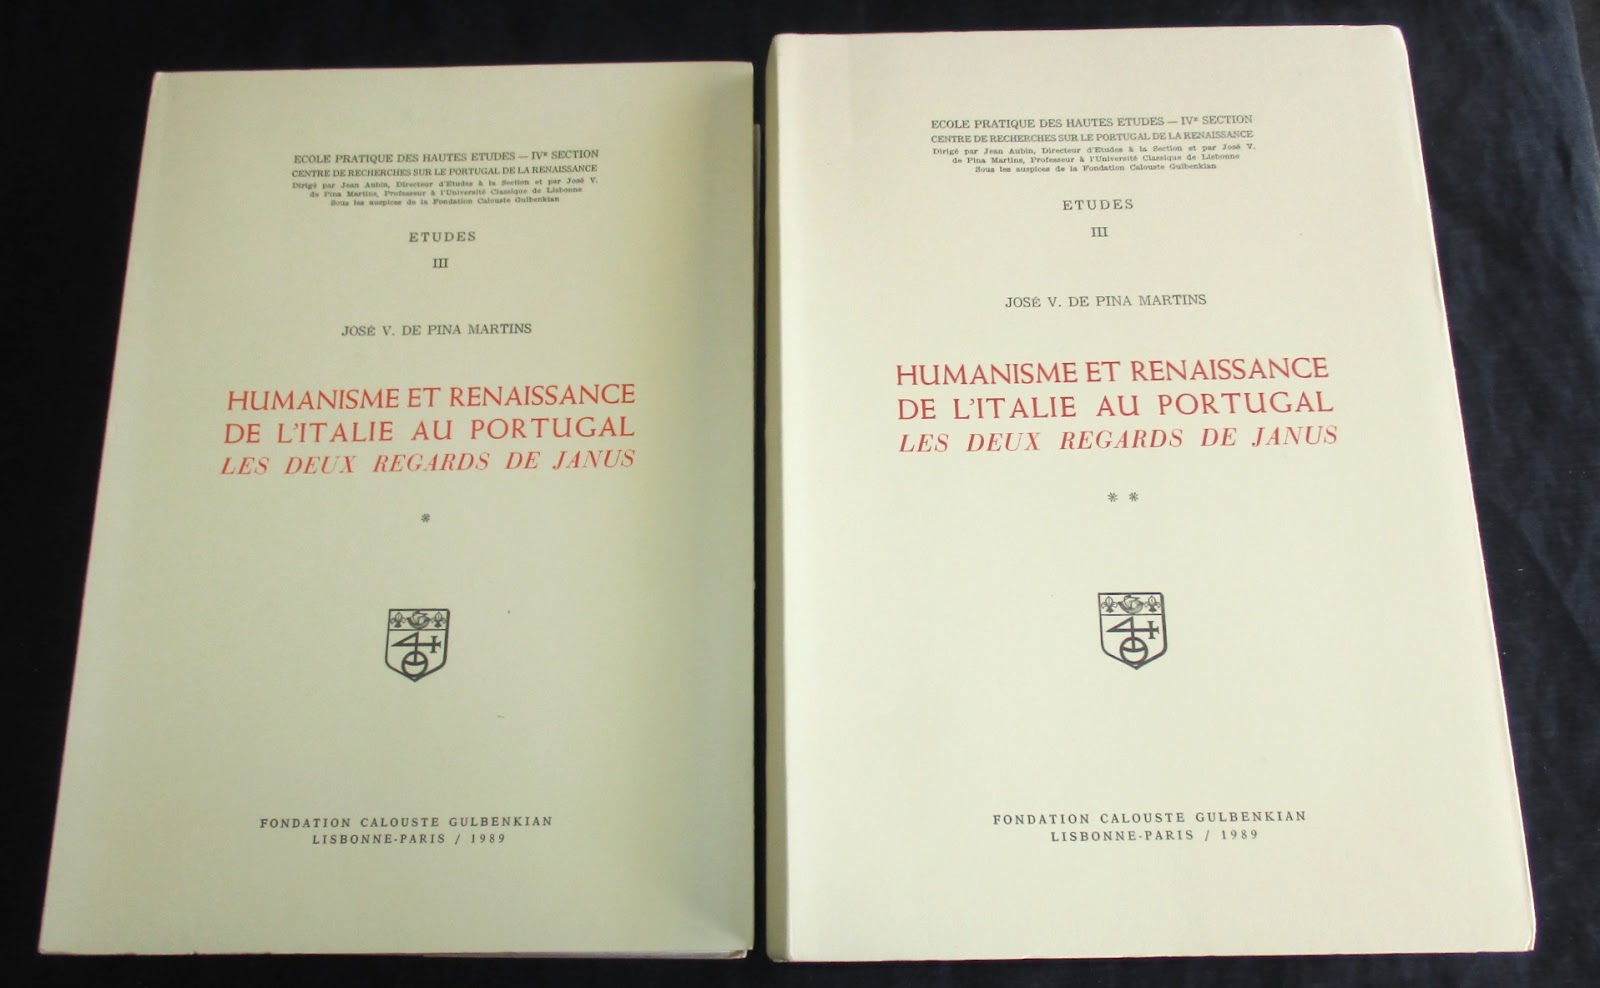 ECOLE PRATIQUE DES HAUTES ETUDES — IVᵉ SECTION
CENTRE DE RECHERCHES SUR LE PORTUGAL DE LA RENAISSANCE
Dirigé par Jean Aubin, Directeur d'Etudes à la Section et par José V.
de Pina Martins, Professeur à l'Université Classique de Lisbonne
Sous les auspices de la Fondation Calouste Gulbenkian
ETUDES
III
JOSÉ V. DE PINA MARTINS
HUMANISME ET RENAISSANCE
DE L'ITALIE AU PORTUGAL
LES DEUX REGARDS DE JANUS
*
FONDATION CALOUSTE GULBENKIAN
LISBONNE-PARIS / 1989
ECOLE PRATIQUE DES HAUTES ETUDES — IVᵉ SECTION
CENTRE DE RECHERCHES SUR LE PORTUGAL DE LA RENAISSANCE
Dirigé par Jean Aubin, Directeur d'Etudes à la Section et par José V.
de Pina Martins, Professeur à l'Université Classique de Lisbonne
Sous les auspices de la Fondation Calouste Gulbenkian
ETUDES
III
JOSÉ V. DE PINA MARTINS
HUMANISME ET RENAISSANCE
DE L'ITALIE AU PORTUGAL
LES DEUX REGARDS DE JANUS
* *
FONDATION CALOUSTE GULBENKIAN
LISBONNE-PARIS / 1989